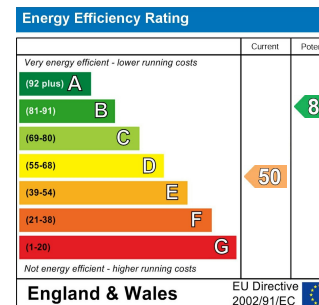 Energy Efficiency Rating
Current
Very energy efficient - lower running costs
(92 plus) A
(81-91) B
(69-80) C
(55-68) D
(39-54) E
50
(21-38) F
(1-20) G
Not energy efficient - higher running costs
England & Wales
EU Directive
2002/91/EC